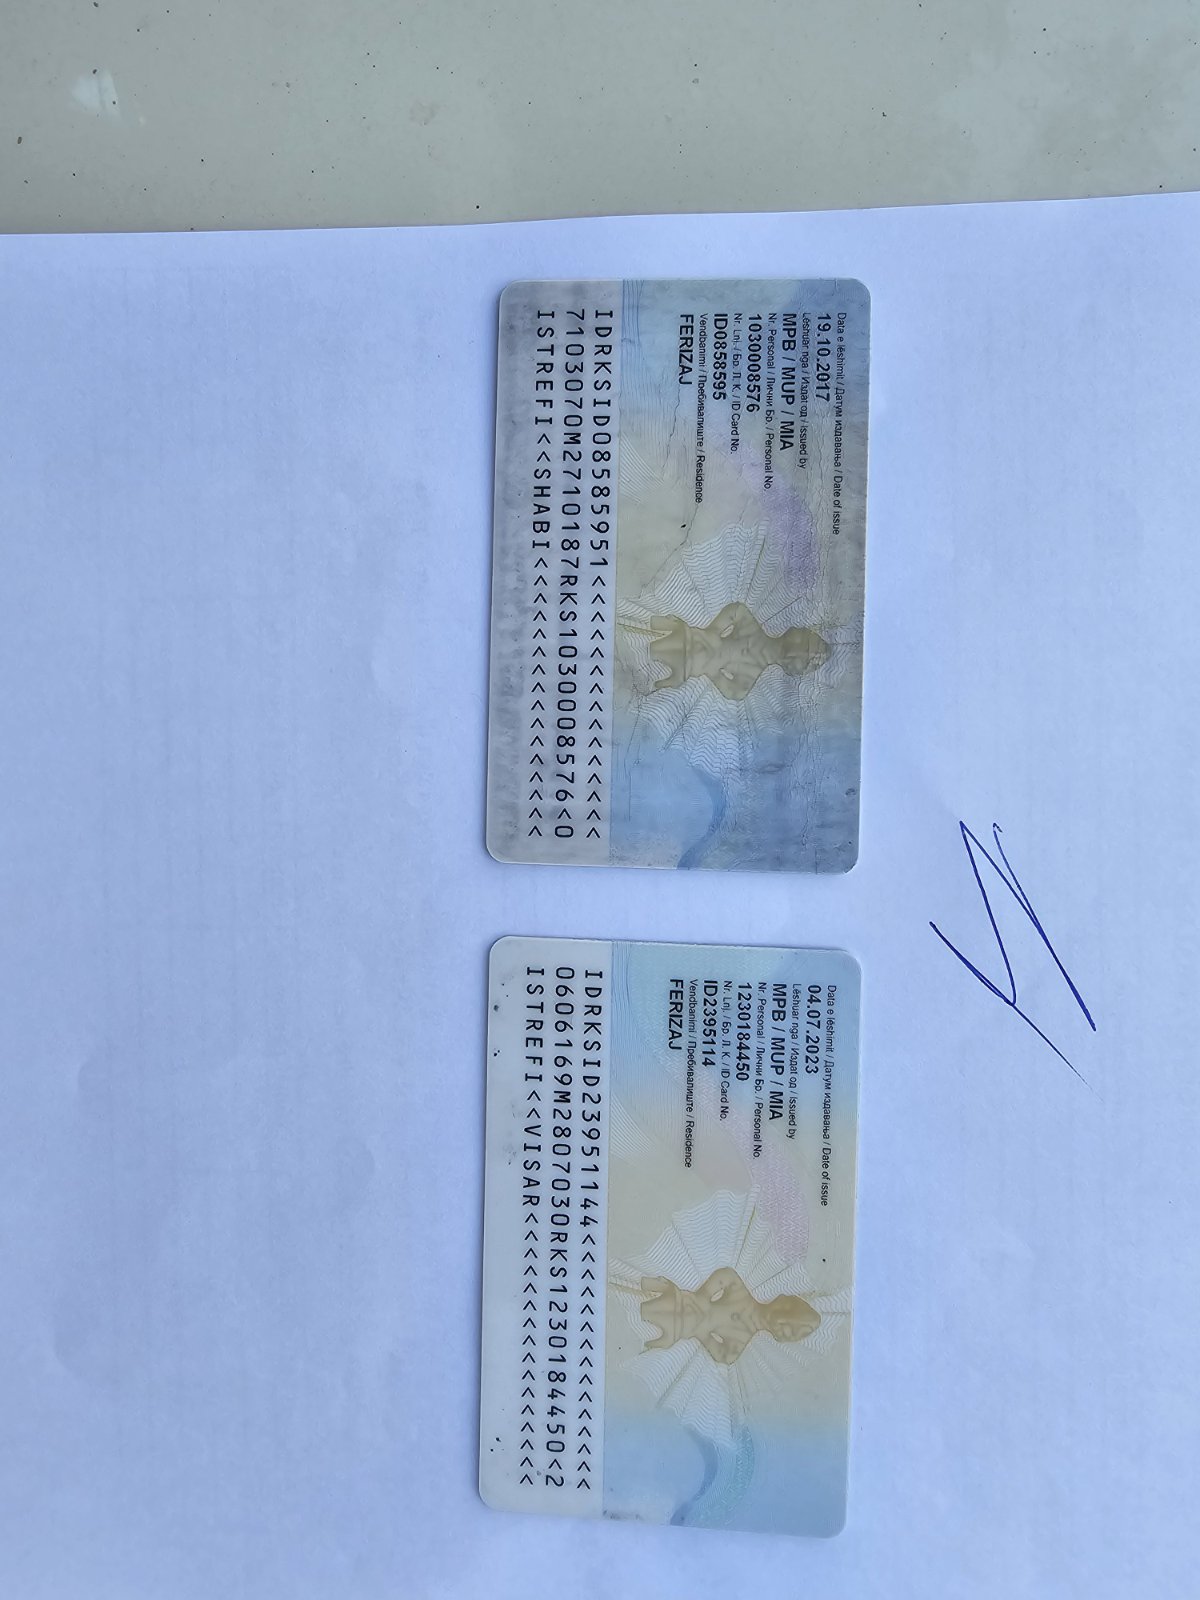 Data e lëshimit / Датум издавања / Date of issue
19.10.2017
Lëshuar nga / Издат од / Issued by
MPB / MUP / MIA
Nr. Personal / Лични Бр. / Personal No.
1030008576
Nr. Lnj. / Бр. Л. К. / ID Card No.
ID0858595
Vendbanimi / Пребивалиште / Residence
FERIZAJ
IDRKSID08585951<<<<<<<<<<<<<<<
7103070M2710187RKS1030008576<0
ISTREFI<<SHABI<<<<<<<<<<<<<<<<
Data e lëshimit / Датум издавања / Date of issue
04.07.2023
Lëshuar nga / Издат од / Issued by
MPB / MUP / MIA
Nr. Personal / Лични Бр. / Personal No.
1230184450
Nr. Lnj. / Бр. Л. К. / ID Card No.
ID2395114
Vendbanimi / Пребивалиште / Residence
FERIZAJ
IDRKSID23951144<<<<<<<<<<<<<<<
0606169M2807030RKS1230184450<2
ISTREFI<<VISAR<<<<<<<<<<<<<<<<